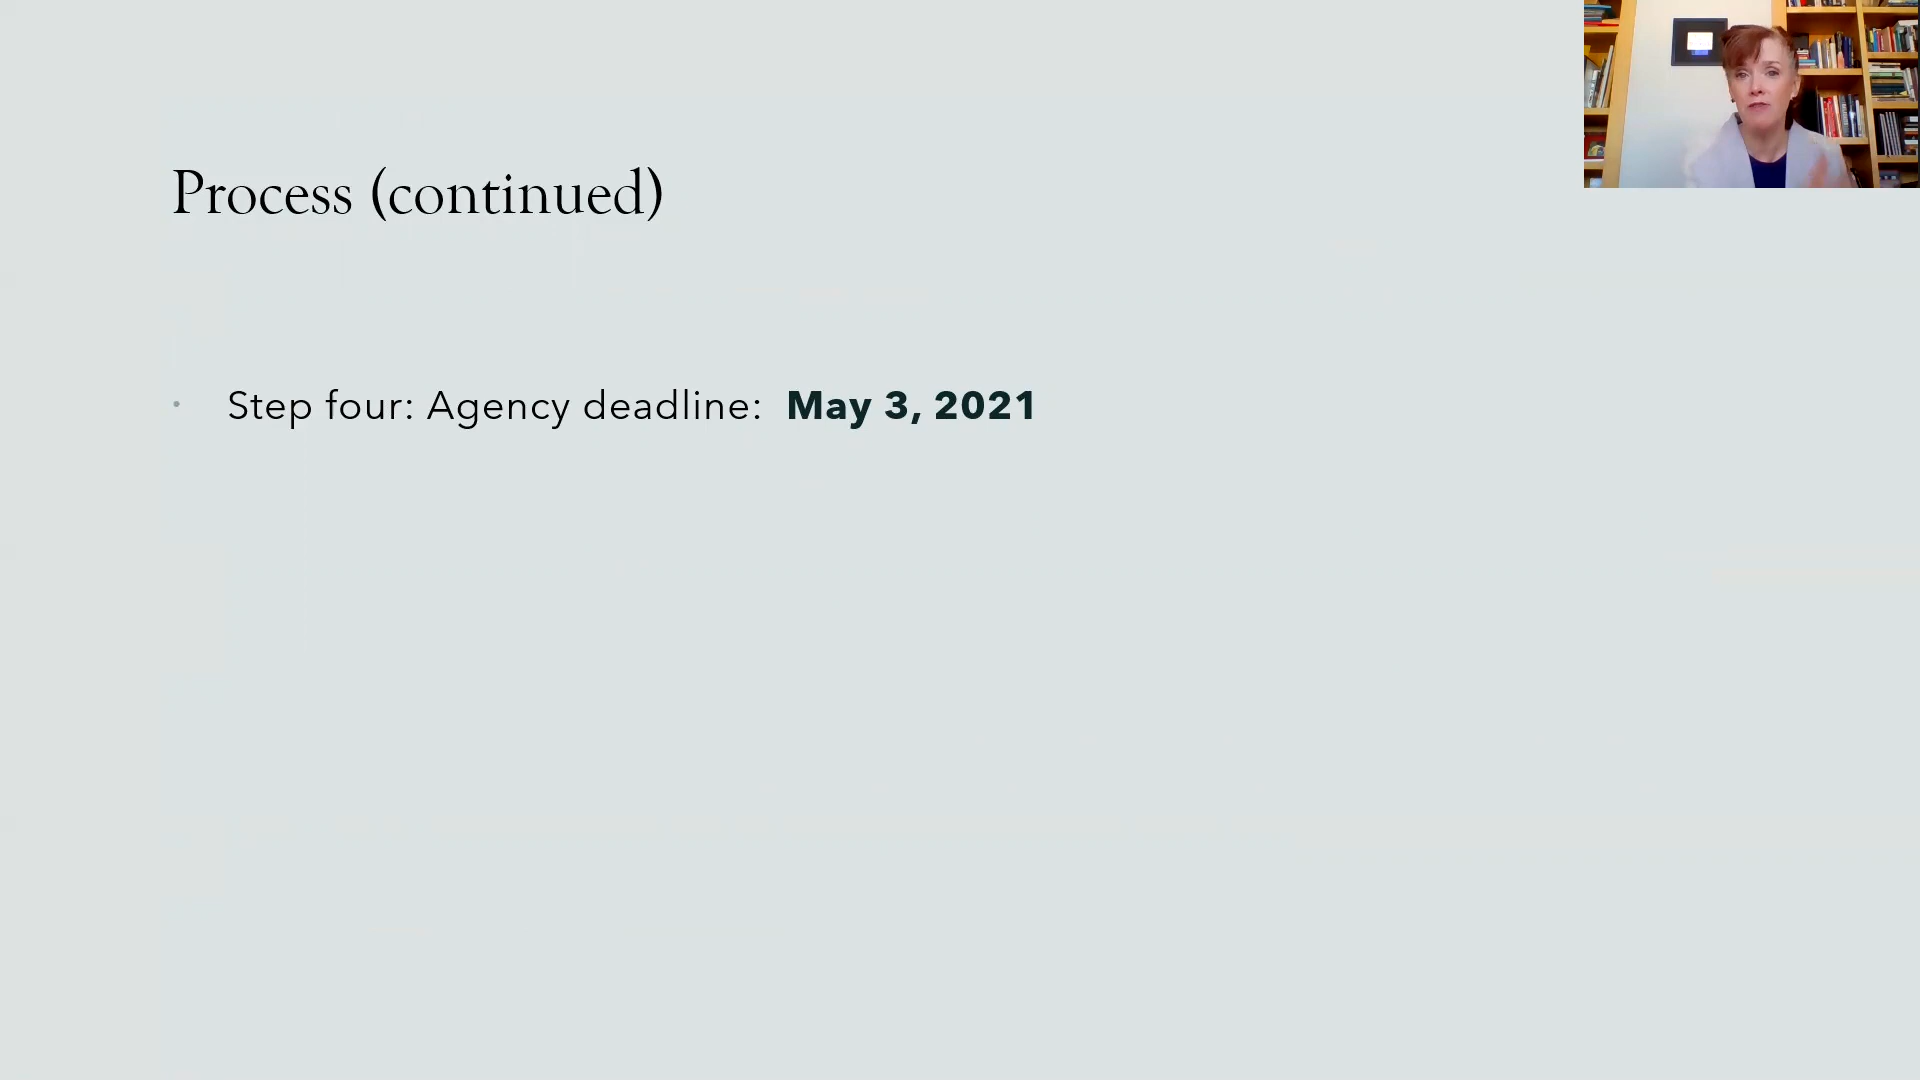 Process (continued)
• Step four: Agency deadline: May 3, 2021